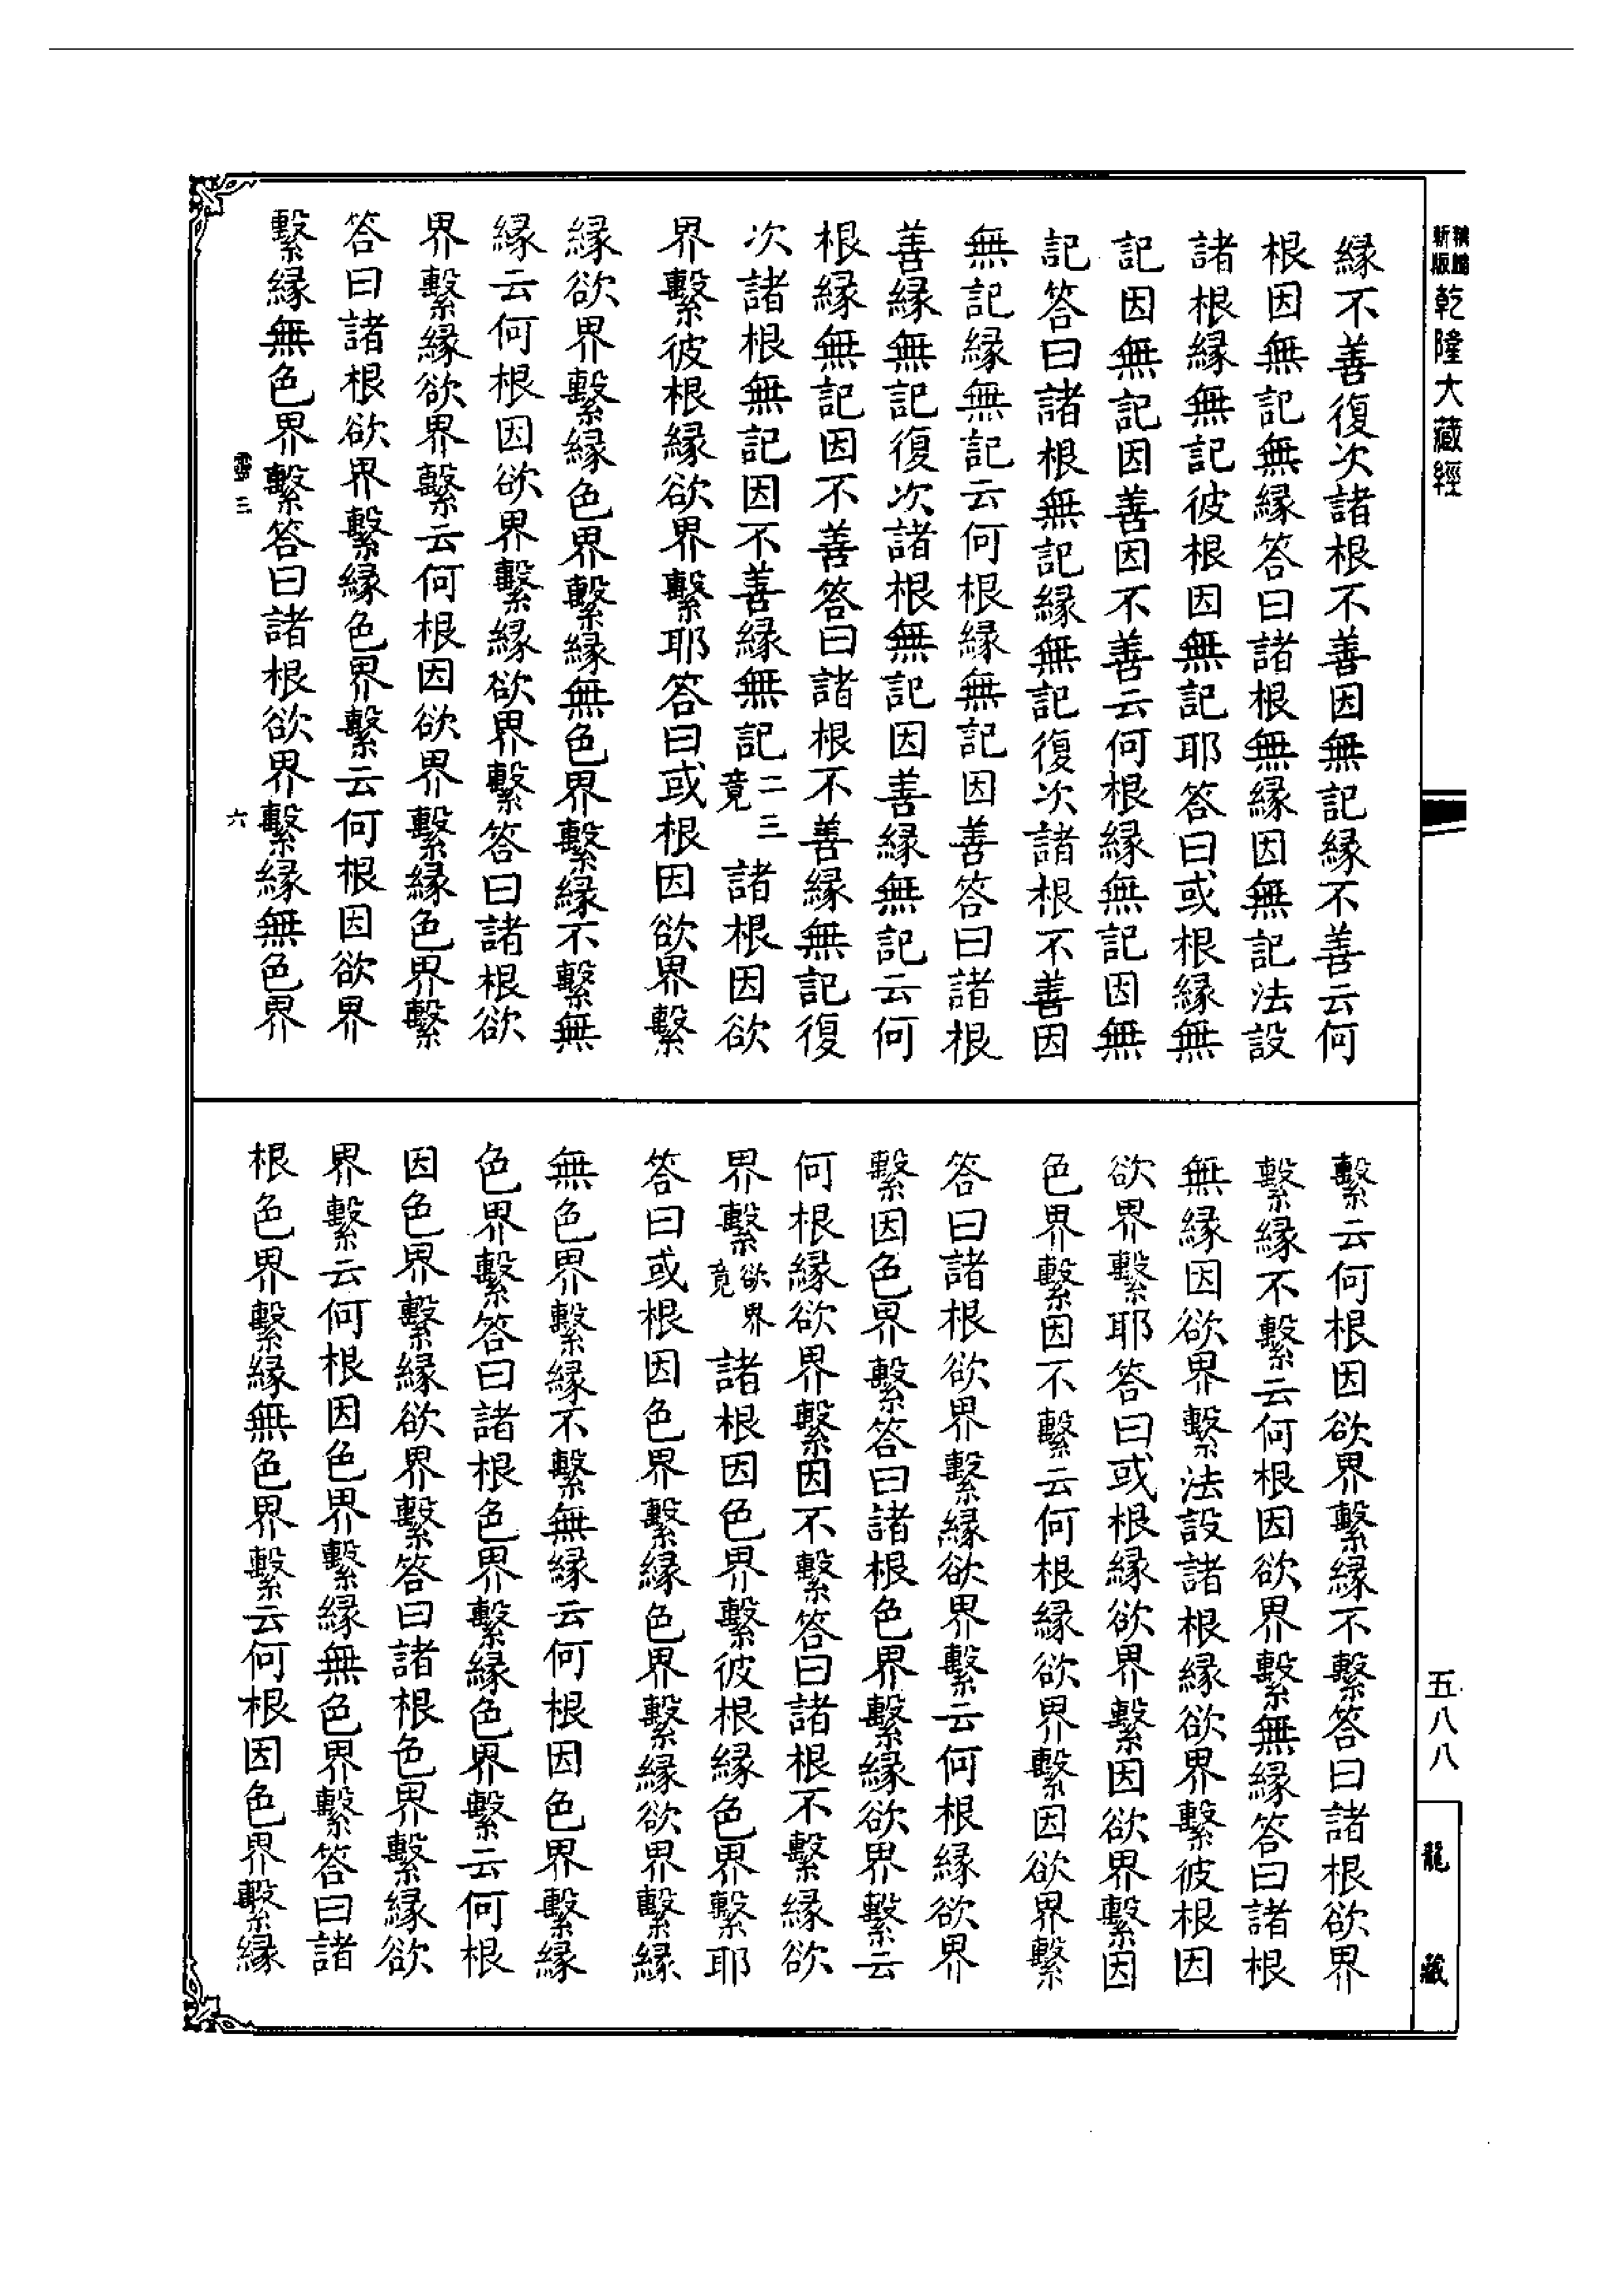 新版
乾隆大藏經
緣不善復次諸根不善因無記緣不善云何
根因無記無緣答曰諸根無緣因無記法設
諸根緣無記彼根因無記耶答曰或根緣無
記因無記因善因不善云何根緣無記因無
記答曰諸根無記緣無記復次諸根不善因
無記緣無記云何根緣無記因善答曰諸根
善緣無記復次諸根無記因善緣無記云何
根緣無記因不善答曰諸根不善緣無記復
次諸根無記因不善緣無記二三竟諸根因欲
界繫彼根緣欲界繫耶答曰或根因欲界繫
緣欲界繫緣色界繫緣無色界繫緣不繫無
緣云何根因欲界繫緣欲界繫答曰諸根欲
界繫緣欲界繫云何根因欲界繫緣色界繫
答曰諸根欲界繫緣色界繫云何根因欲界
繫緣無色界繫答曰諸根欲界繫緣無色界
三
六
繫云何根因欲界繫緣不繫答曰諸根欲界
繫緣不繫云何根因欲界繫無緣答曰諸根
無緣因欲界繫法設諸根緣欲界繫彼根因
欲界繫耶答曰或根緣欲界繫因欲界繫因
色界繫因不繫云何根緣欲界繫因欲界繫
答曰諸根欲界繫緣欲界繫云何根緣欲界
繫因色界繫答曰諸根色界繫緣欲界繫云
何根緣欲界繫因不繫答曰諸根不繫緣欲
界繫欲界竟諸根因色界繫彼根緣色界繫耶
答曰或根因色界繫緣色界繫緣欲界繫緣
無色界繫緣不繫無緣云何根因色界繫緣
色界繫答曰諸根色界繫緣色界繫云何根
因色界繫緣欲界繫答曰諸根色界繫緣欲
界繫云何根因色界繫緣無色界繫答曰諸
根色界繫緣無色界繫云何根因色界繫緣
五八八
龍藏